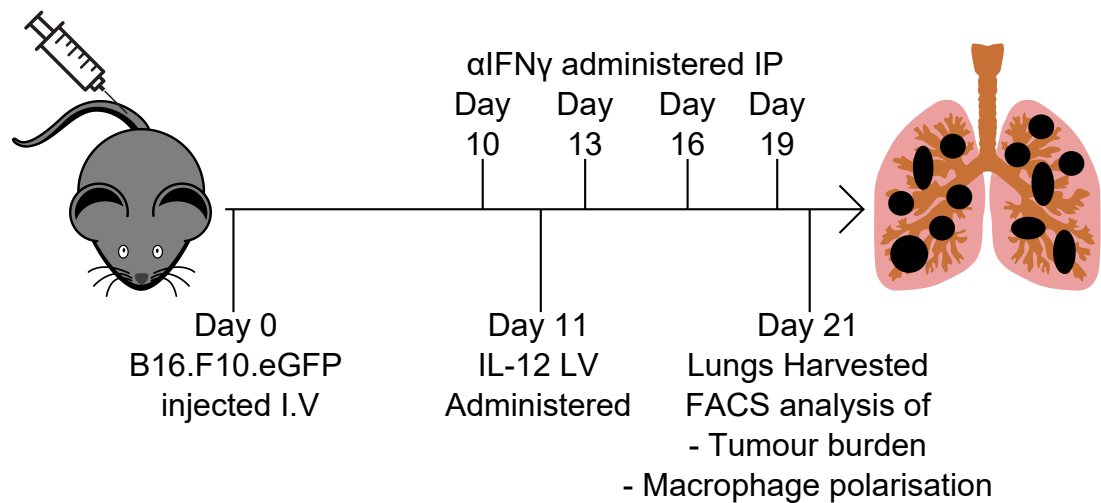 αIFNγ administered IP
Day 10
Day 13
Day 16
Day 19
Day 0
B16.F10.eGFP
injected I.V
Day 11
IL-12 LV
Administered
Day 21
Lungs Harvested
FACS analysis of
- Tumour burden
- Macrophage polarisation